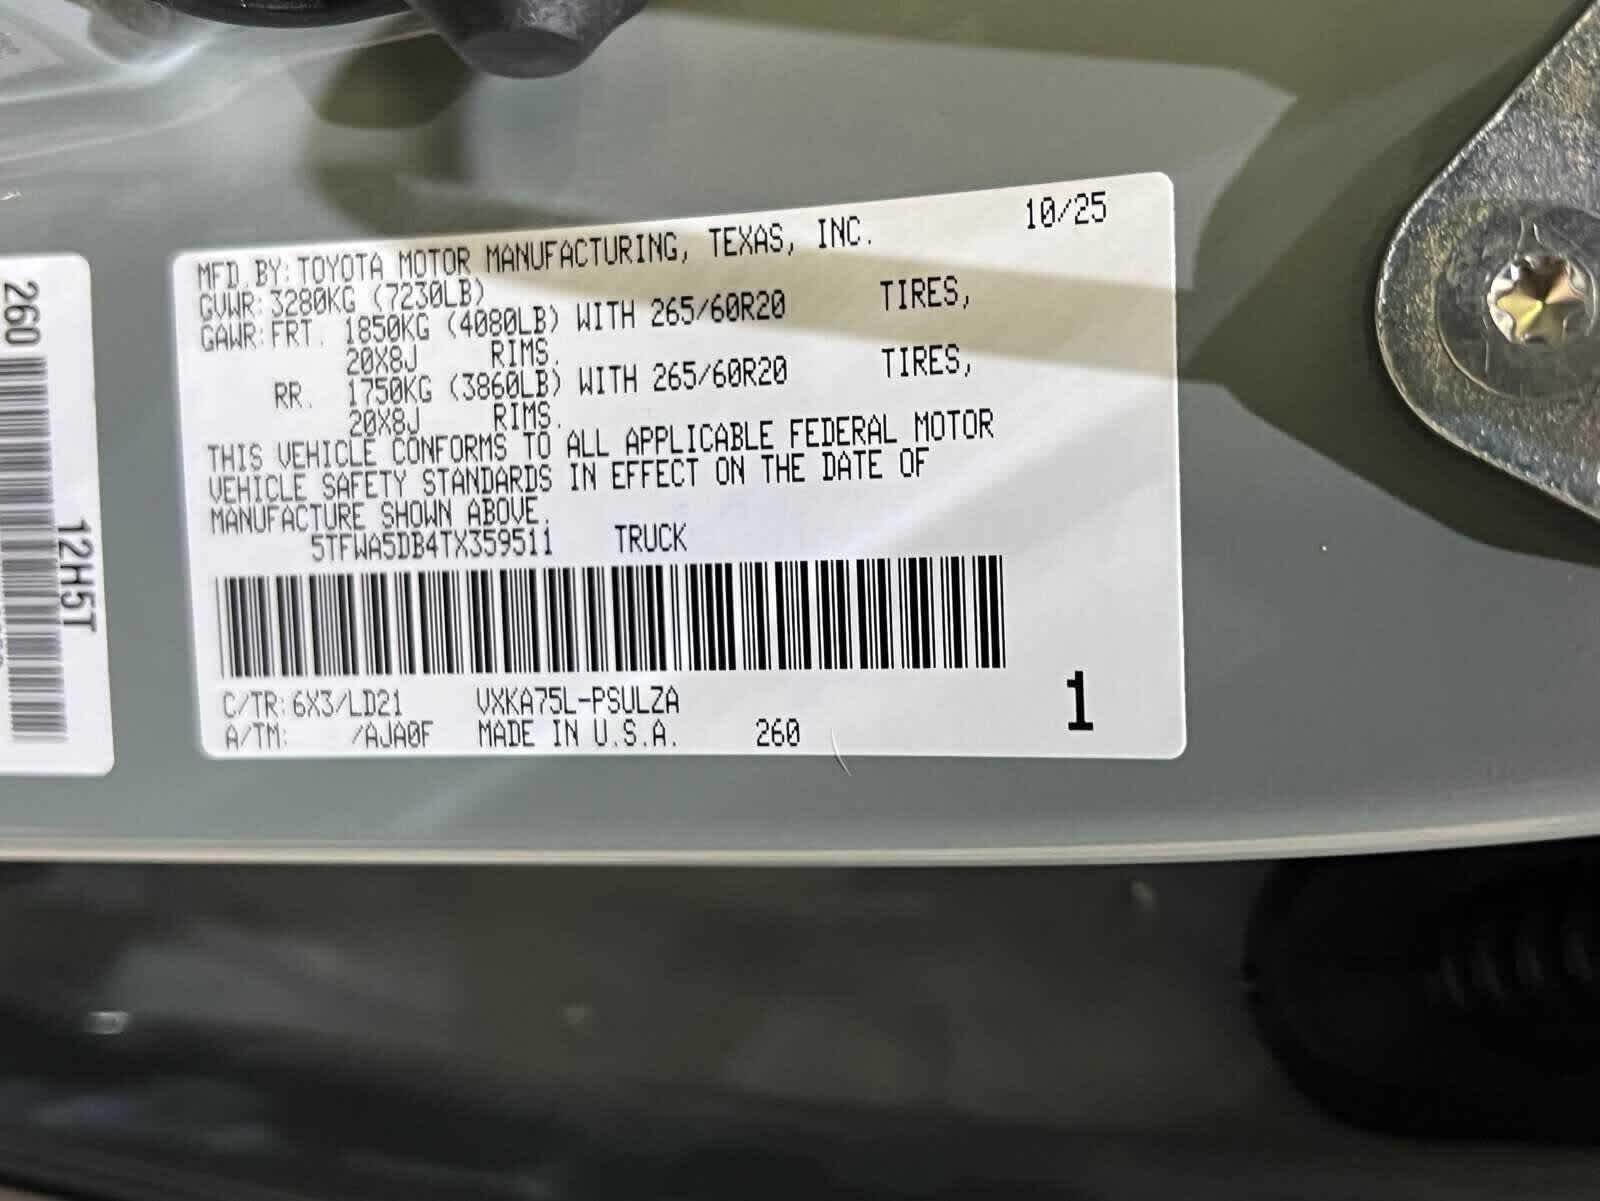 260
12H5T
MFD. BY: TOYOTA MOTOR MANUFACTURING, TEXAS, INC. 10/25
GVWR: 3280KG (7230LB)
GAWR: FRT. 1850KG (4080LB) WITH 265/60R20 TIRES,
20X8J RIMS.
RR. 1750KG (3860LB) WITH 265/60R20 TIRES,
20X8J RIMS.
THIS VEHICLE CONFORMS TO ALL APPLICABLE FEDERAL MOTOR
VEHICLE SAFETY STANDARDS IN EFFECT ON THE DATE OF
MANUFACTURE SHOWN ABOVE.
5TFWA5DB4TX359511 TRUCK
C/TR: 6X3/LD21 VXKA75L-PSULZA
A/TM: /AJA0F MADE IN U.S.A. 260
1